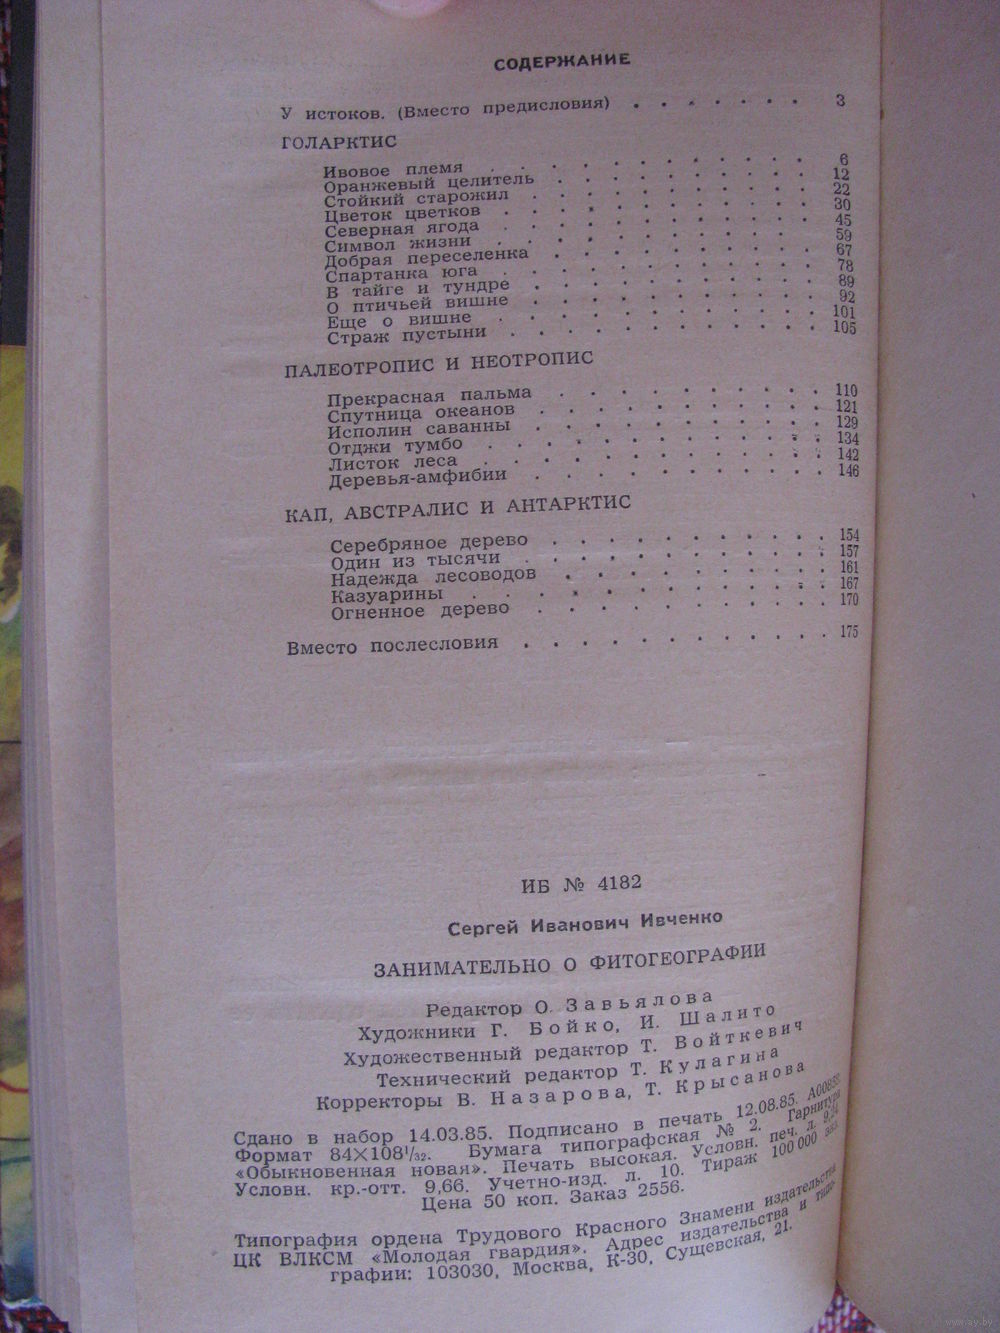 СОДЕРЖАНИЕ
У истоков. (Вместо предисловия) . . . . . . . 3
ГОЛАРКТИС
Ивовое племя . . . . . . . . . . . 6
Оранжевый целитель . . . . . . . . . 12
Стойкий старожил . . . . . . . . . . 22
Цветок цветков . . . . . . . . . . . 30
Северная ягода . . . . . . . . . . . 45
Символ жизни . . . . . . . . . . . 59
Добрая переселенка . . . . . . . . . 67
Спартанка юга . . . . . . . . . . . 78
В тайге и тундре . . . . . . . . . . 89
О птичьей вишне . . . . . . . . . . 92
Еще о вишне . . . . . . . . . . . 101
Страж пустыни . . . . . . . . . . . 105
ПАЛЕОТРОПИС И НЕОТРОПИС
Прекрасная пальма . . . . . . . . . 110
Спутница океанов . . . . . . . . . . 121
Исполин саванны . . . . . . . . . . 129
Отджи тумбо . . . . . . . . . . . 134
Листок леса . . . . . . . . . . . . 142
Деревья-амфибии . . . . . . . . . . 146
КАП, АВСТРАЛИС И АНТАРКТИС
Серебряное дерево . . . . . . . . . . 154
Один из тысячи . . . . . . . . . . . 157
Надежда лесоводов . . . . . . . . . 161
Казуарины . . . . . . . . . . . . 167
Огненное дерево . . . . . . . . . . 170
Вместо послесловия . . . . . . . . . . . 175
ИБ № 4182
Сергей Иванович Ивченко
ЗАНИМАТЕЛЬНО О ФИТОГЕОГРАФИИ
Редактор О. Завьялова
Художники Г. Бойко, И. Шалито
Художественный редактор Т. Войткевич
Технический редактор Т. Кулагина
Корректоры В. Назарова, Т. Крысанова
Сдано в набор 14.03.85. Подписано в печать 12.08.85.
Формат 84×108¹/₃₂. Бумага типографская № 2. Гарнитура
«Обыкновенная новая». Печать высокая. Условн. печ. л. 9,24
Условн. кр.-отт. 9,66. Учетно-изд. л. 10. Тираж 100 000 экз.
Цена 50 коп. Заказ 2556.
Типография ордена Трудового Красного Знамени издательства
ЦК ВЛКСМ «Молодая гвардия». Адрес издательства и типо-
графии: 103030, Москва, К-30, Сущевская, 21.
www.ay.by